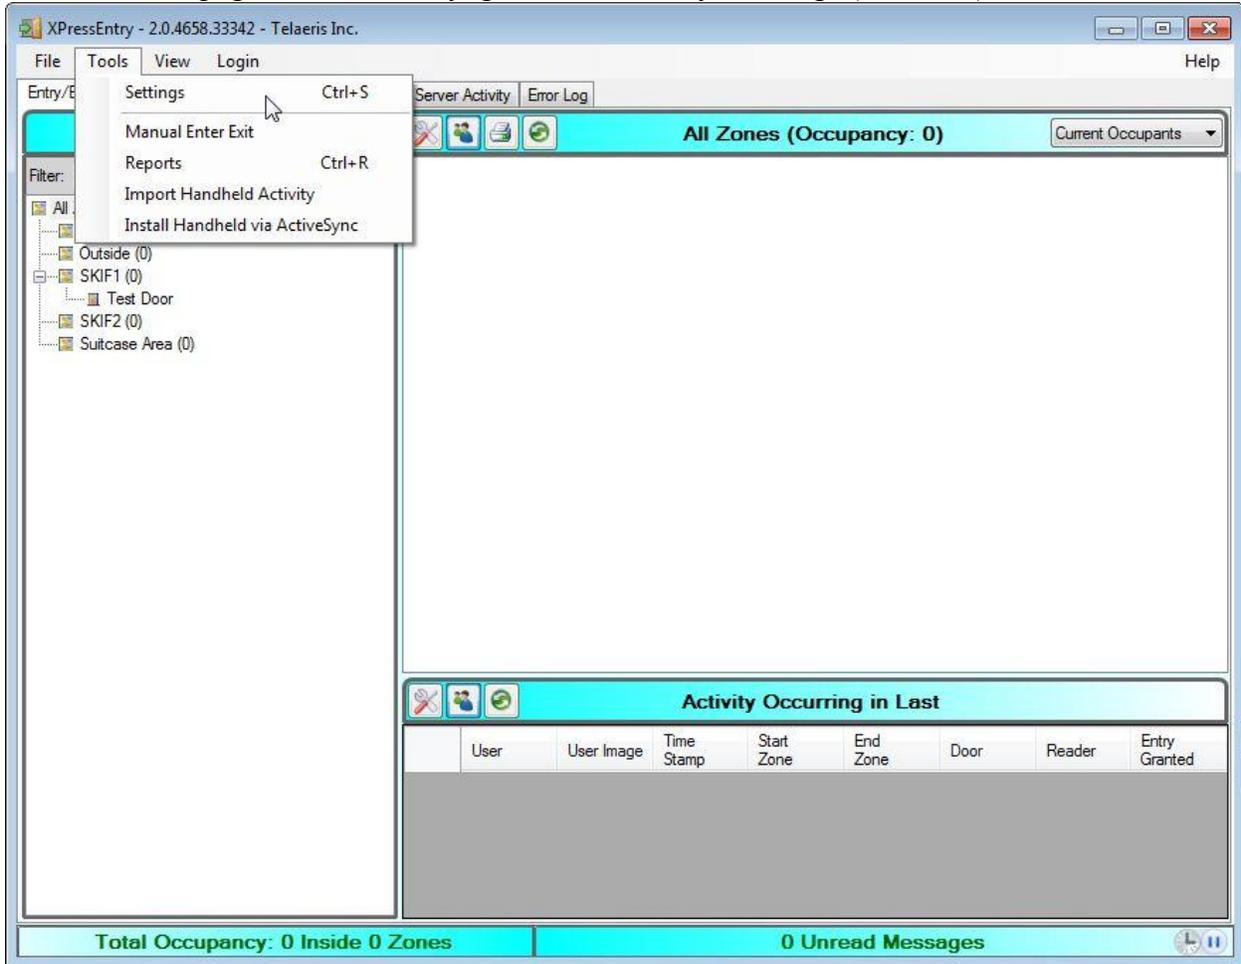 XPressEntry - 2.0.4658.33342 - Telaeris Inc.
File Tools View Login Help
Entry/E
Server Activity Error Log
Settings Ctrl+S
Manual Enter Exit
Reports Ctrl+R
Import Handheld Activity
Install Handheld via ActiveSync
All Zones (Occupancy: 0)
Current Occupants
Filter:
All
Outside (0)
SKIF1 (0)
Test Door
SKIF2 (0)
Suitcase Area (0)
Activity Occurring in Last
User User Image Time Stamp Start Zone End Zone Door Reader Entry Granted
Total Occupancy: 0 Inside 0 Zones
0 Unread Messages